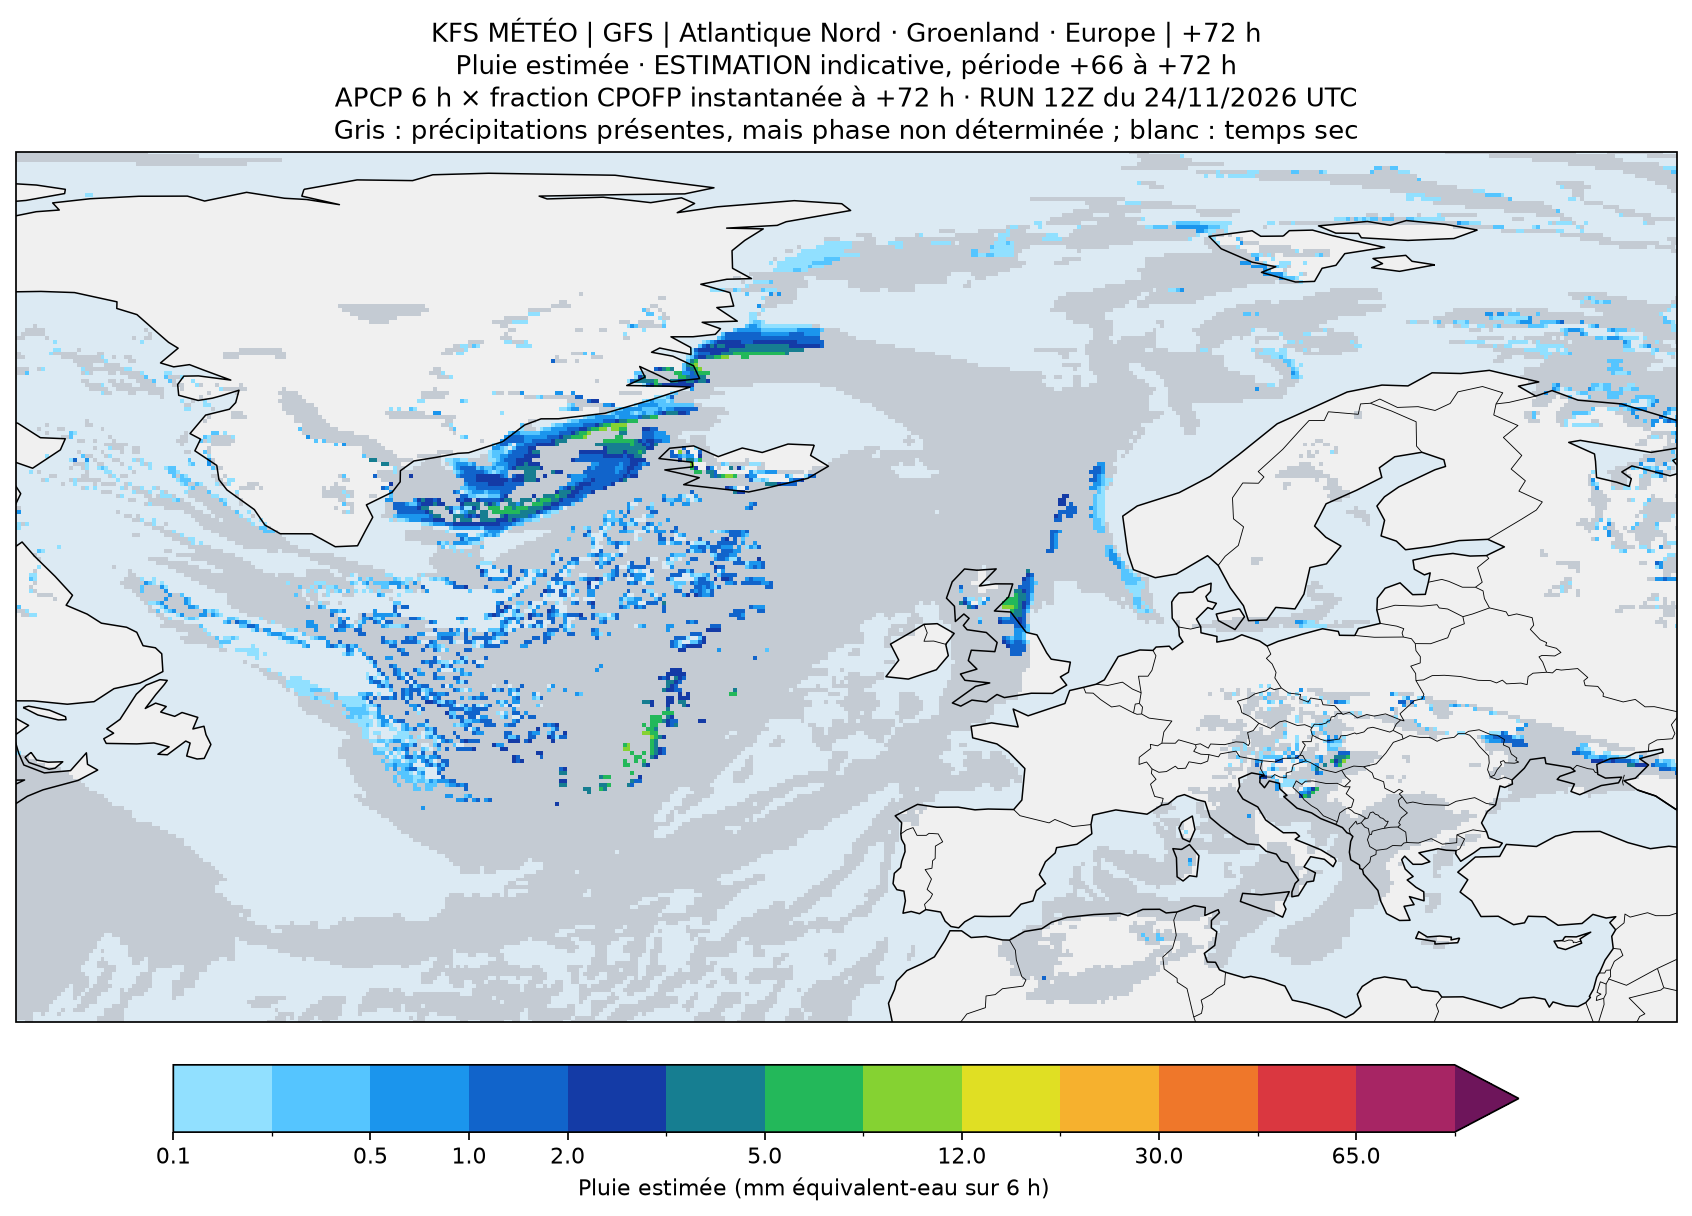 KFS MÉTÉO | GFS | Atlantique Nord · Groenland · Europe | +72 h
Pluie estimée · ESTIMATION indicative, période +66 à +72 h
APCP 6 h × fraction CPOFP instantanée à +72 h · RUN 12Z du 24/11/2026 UTC
Gris : précipitations présentes, mais phase non déterminée ; blanc : temps sec
0.1 0.5 1.0 2.0 5.0 12.0 30.0 65.0
Pluie estimée (mm équivalent-eau sur 6 h)